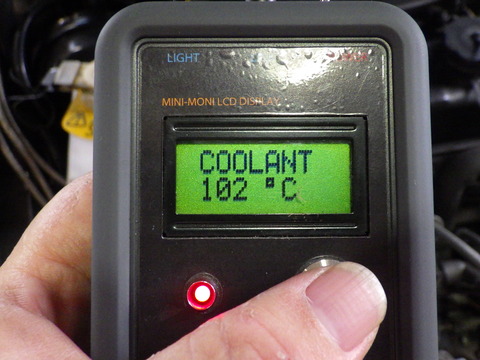 LIGHT
MINI-MONI LCD DISPLAY
COOLANT
102 °C